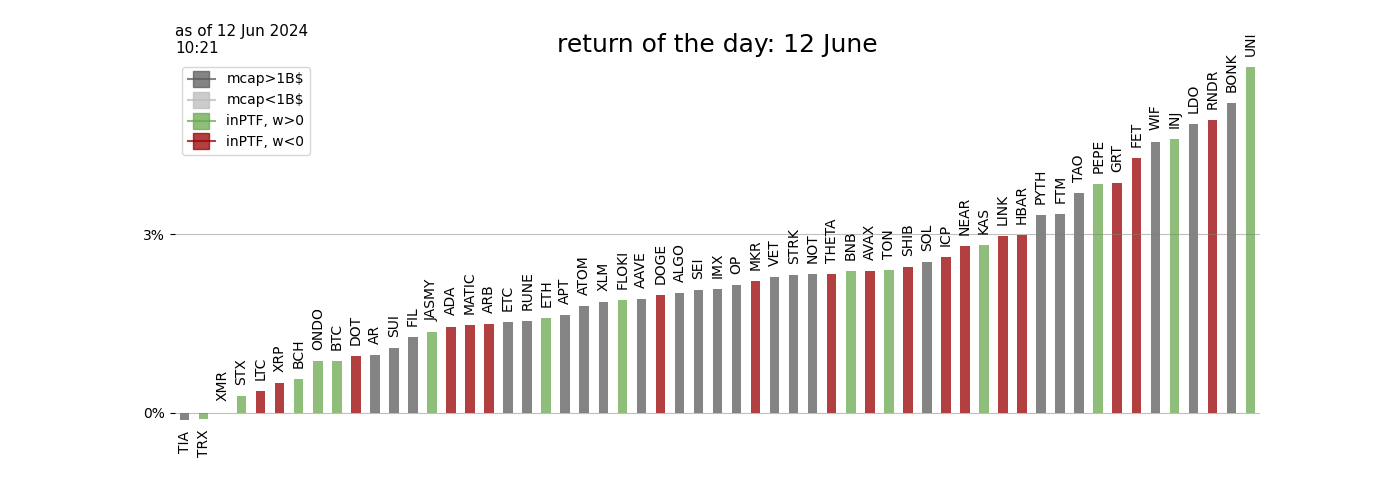 as of 12 Jun 2024
10:21
return of the day: 12 June
mcap>1B$
mcap<1B$
inPTF, w>0
inPTF, w<0
3%
0%
TIA
TRX
XMR
STX
LTC
XRP
BCH
ONDO
BTC
DOT
AR
SUI
FIL
JASMY
ADA
MATIC
ARB
ETC
RUNE
ETH
APT
ATOM
XLM
FLOKI
AAVE
DOGE
ALGO
SEI
IMX
OP
MKR
VET
STRK
NOT
THETA
BNB
AVAX
TON
SHIB
SOL
ICP
NEAR
KAS
LINK
HBAR
PYTH
FTM
TAO
PEPE
GRT
FET
WIF
INJ
LDO
RNDR
BONK
UNI